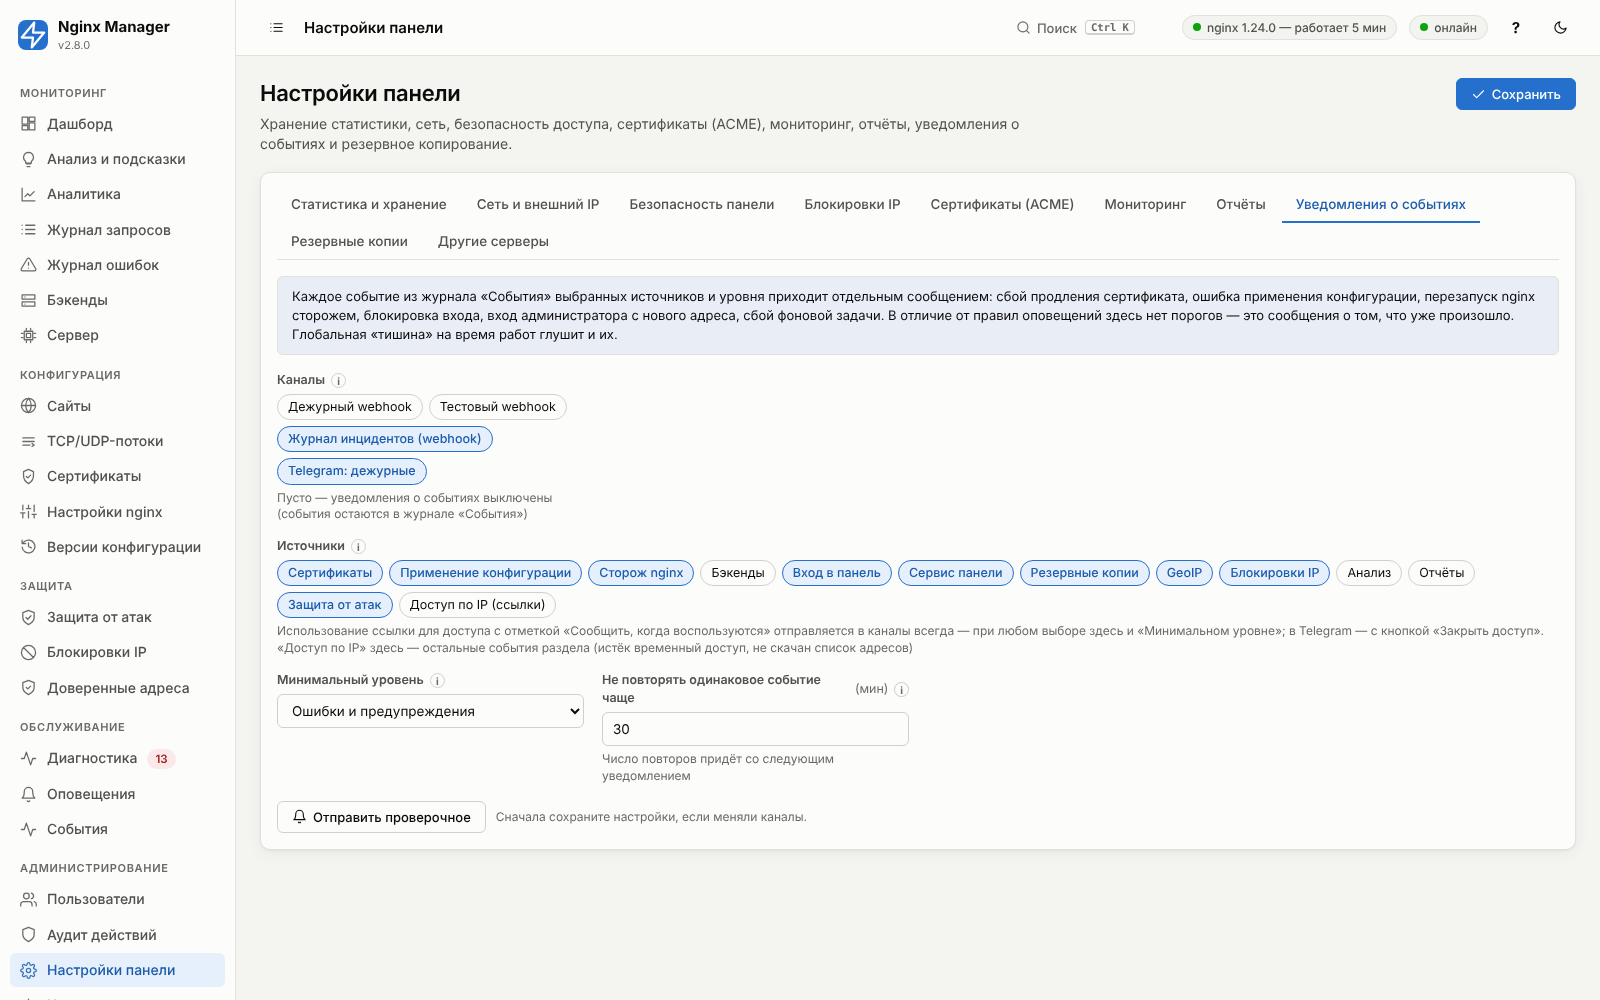 Nginx Manager
v2.8.0
МОНИТОРИНГ
Дашборд
Анализ и подсказки
Аналитика
Журнал запросов
Журнал ошибок
Бэкенды
Сервер
КОНФИГУРАЦИЯ
Сайты
TCP/UDP-потоки
Сертификаты
Настройки nginx
Версии конфигурации
ЗАЩИТА
Защита от атак
Блокировки IP
Доверенные адреса
ОБСЛУЖИВАНИЕ
Диагностика 13
Оповещения
События
АДМИНИСТРИРОВАНИЕ
Пользователи
Аудит действий
Настройки панели
Настройки панели
Поиск Ctrl K
nginx 1.24.0 — работает 5 мин
онлайн
?
Настройки панели
Сохранить
Хранение статистики, сеть, безопасность доступа, сертификаты (ACME), мониторинг, отчёты, уведомления о
событиях и резервное копирование.
Статистика и хранение Сеть и внешний IP Безопасность панели Блокировки IP Сертификаты (ACME) Мониторинг Отчёты Уведомления о событиях
Резервные копии Другие серверы
Каждое событие из журнала «События» выбранных источников и уровня приходит отдельным сообщением: сбой продления сертификата, ошибка применения конфигурации, перезапуск nginx
сторожем, блокировка входа, вход администратора с нового адреса, сбой фоновой задачи. В отличие от правил оповещений здесь нет порогов — это сообщения о том, что уже произошло.
Глобальная «тишина» на время работ глушит и их.
Каналы i
Дежурный webhook Тестовый webhook
Журнал инцидентов (webhook)
Telegram: дежурные
Пусто — уведомления о событиях выключены
(события остаются в журнале «События»)
Источники i
Сертификаты Применение конфигурации Сторож nginx Бэкенды Вход в панель Сервис панели Резервные копии GeoIP Блокировки IP Анализ Отчёты
Защита от атак Доступ по IP (ссылки)
Использование ссылки для доступа с отметкой «Сообщить, когда воспользуются» отправляется в каналы всегда — при любом выборе здесь и «Минимальном уровне»; в Telegram — с кнопкой «Закрыть доступ».
«Доступ по IP» здесь — остальные события раздела (истёк временный доступ, не скачан список адресов)
Минимальный уровень i
Ошибки и предупреждения
Не повторять одинаковое событие
чаще
(мин) i
30
Число повторов придёт со следующим
уведомлением
Отправить проверочное
Сначала сохраните настройки, если меняли каналы.